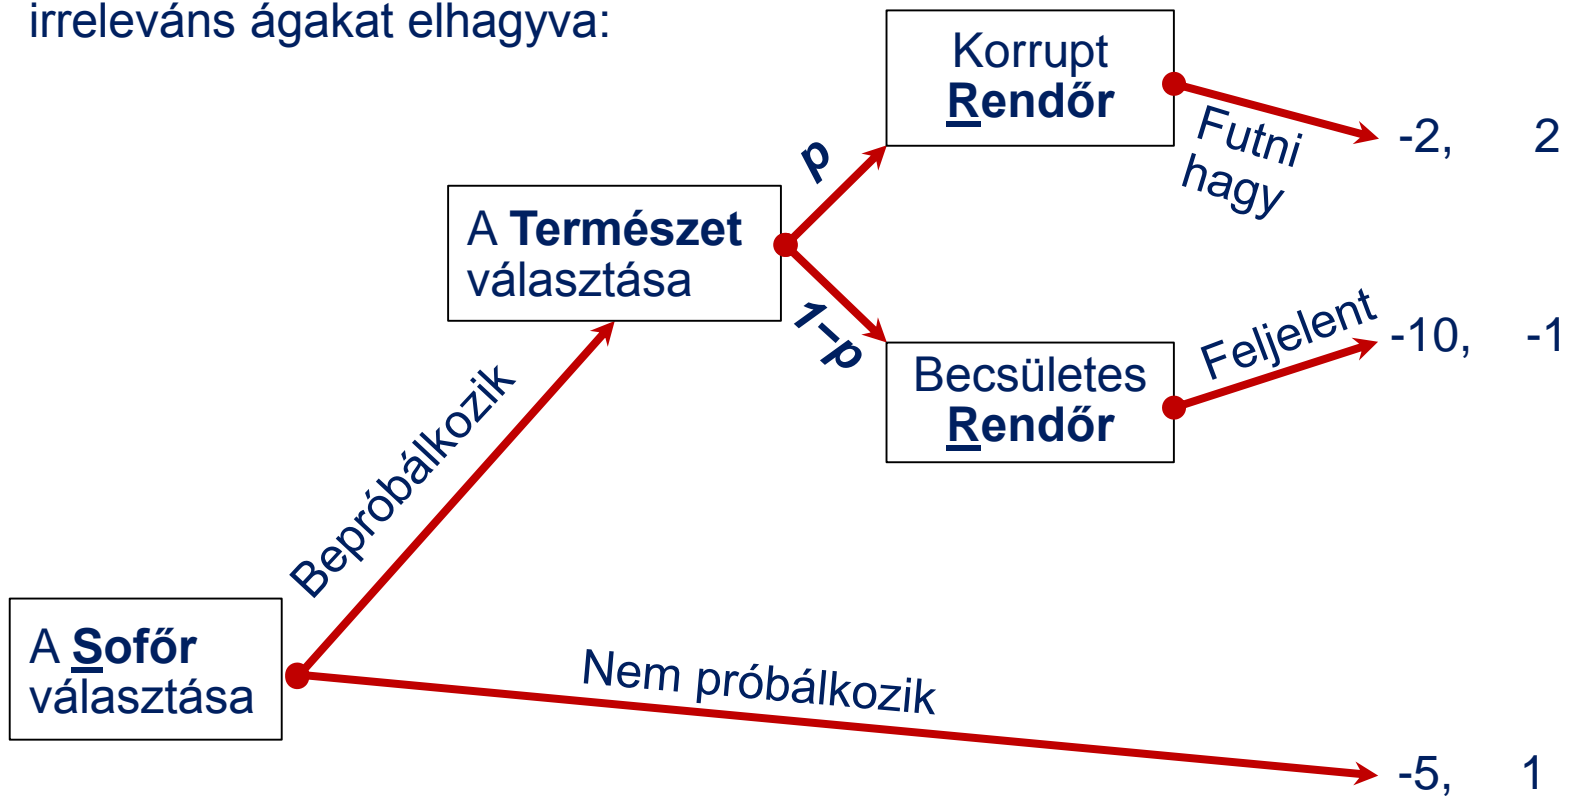 irreleváns ágakat elhagyva:
Korrupt
Rendőr
Futni
hagy
-2, 2
p
A Természet
választása
1–p
Becsületes
Rendőr
Feljelent
-10, -1
Bepróbálkozik
A Sofőr
választása
Nem próbálkozik
-5, 1